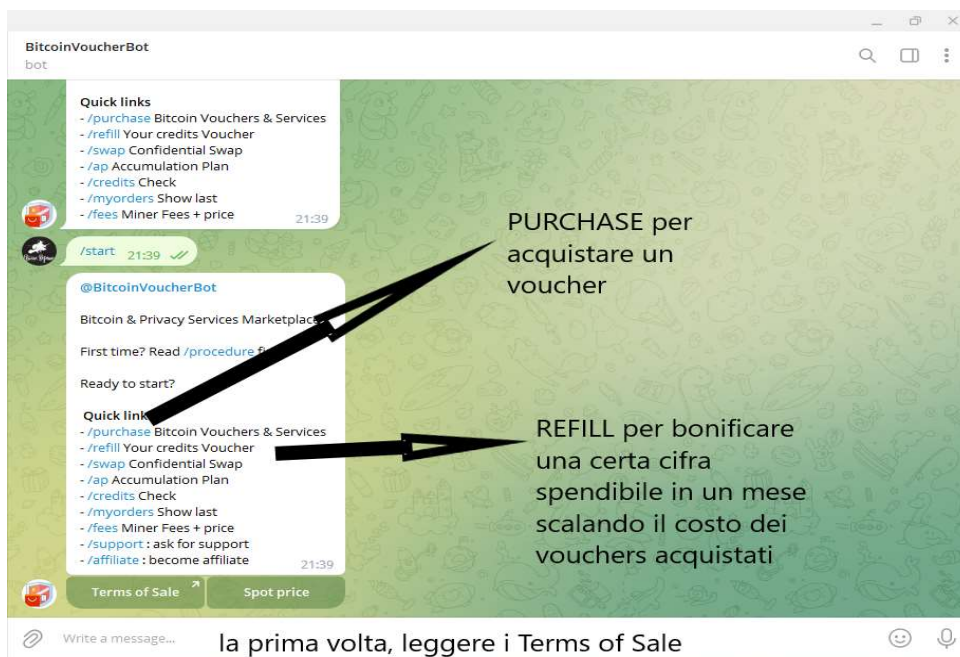 BitcoinVoucherBot
bot
Quick links
- /purchase Bitcoin Vouchers & Services
- /refill Your credits Voucher
- /swap Confidential Swap
- /ap Accumulation Plan
- /credits Check
- /myorders Show last
- /fees Miner Fees + price
21:39
/start 21:39
@BitcoinVoucherBot
Bitcoin & Privacy Services Marketplace
First time? Read /procedure
Ready to start?
Quick link
- /purchase Bitcoin Vouchers & Services
- /refill Your credits Voucher
- /swap Confidential Swap
- /ap Accumulation Plan
- /credits Check
- /myorders Show last
- /fees Miner Fees + price
- /support : ask for support
- /affiliate : become affiliate
21:39
Terms of Sale
Spot price
PURCHASE per
acquistare un
voucher
REFILL per bonificare
una certa cifra
spendibile in un mese
scalando il costo dei
vouchers acquistati
Write a message...
la prima volta, leggere i Terms of Sale